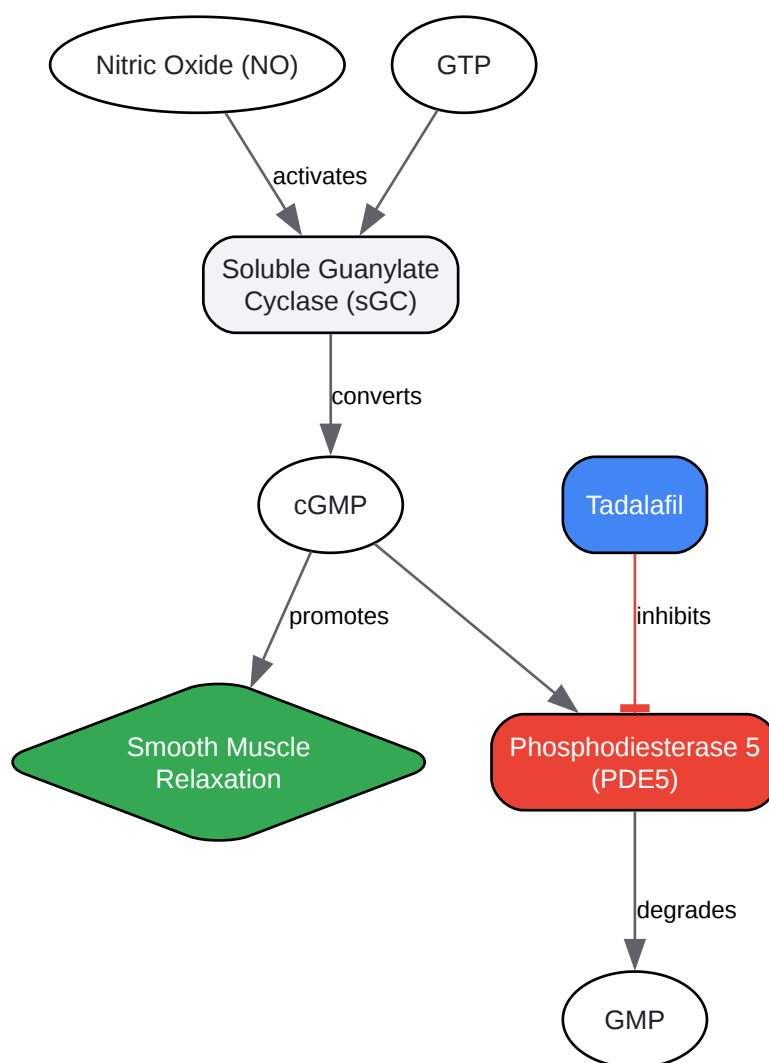 Nitric Oxide (NO)
GTP
activates
Soluble Guanylate
Cyclase (sGC)
converts
cGMP
Tadalafil
promotes
inhibits
Smooth Muscle
Relaxation
Phosphodiesterase 5
(PDE5)
degrades
GMP